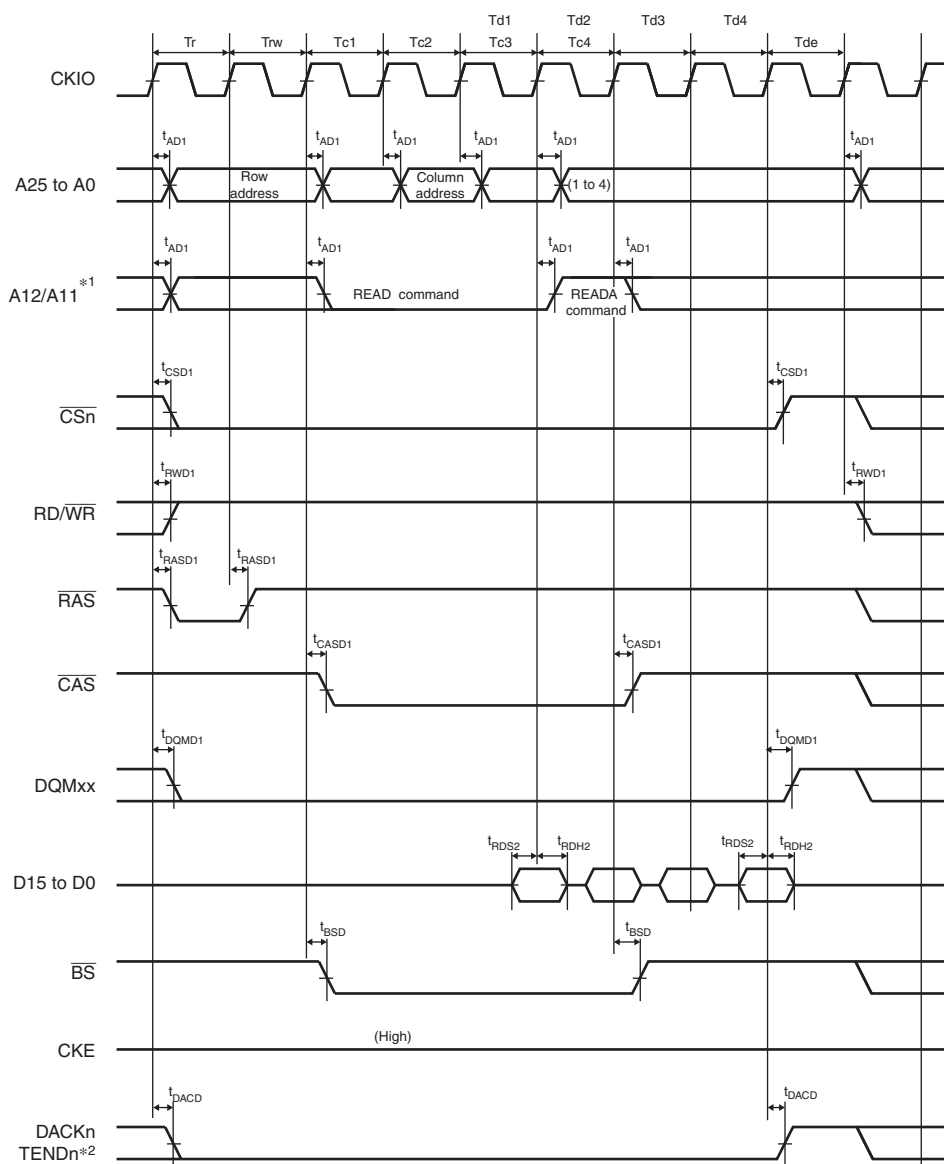 Td1 Td2 Td3 Td4
Tr Trw Tc1 Tc2 Tc3 Tc4 Tde
CKIO
tAD1 tAD1 tAD1 tAD1 tAD1 tAD1
A25 to A0
Row
address
Column
address
(1 to 4)
tAD1 tAD1 tAD1 tAD1
A12/A11*1
READ command
READA
command
tCSD1 tCSD1
CSn
tRWD1 tRWD1
RD/WR
tRASD1 tRASD1
RAS
tCASD1 tCASD1
CAS
tDQMD1 tDQMD1
DQMxx
tRDS2 tRDH2 tRDS2 tRDH2
D15 to D0
tBSD tBSD
BS
(High)
CKE
tDACD tDACD
DACKn
TENDn*2